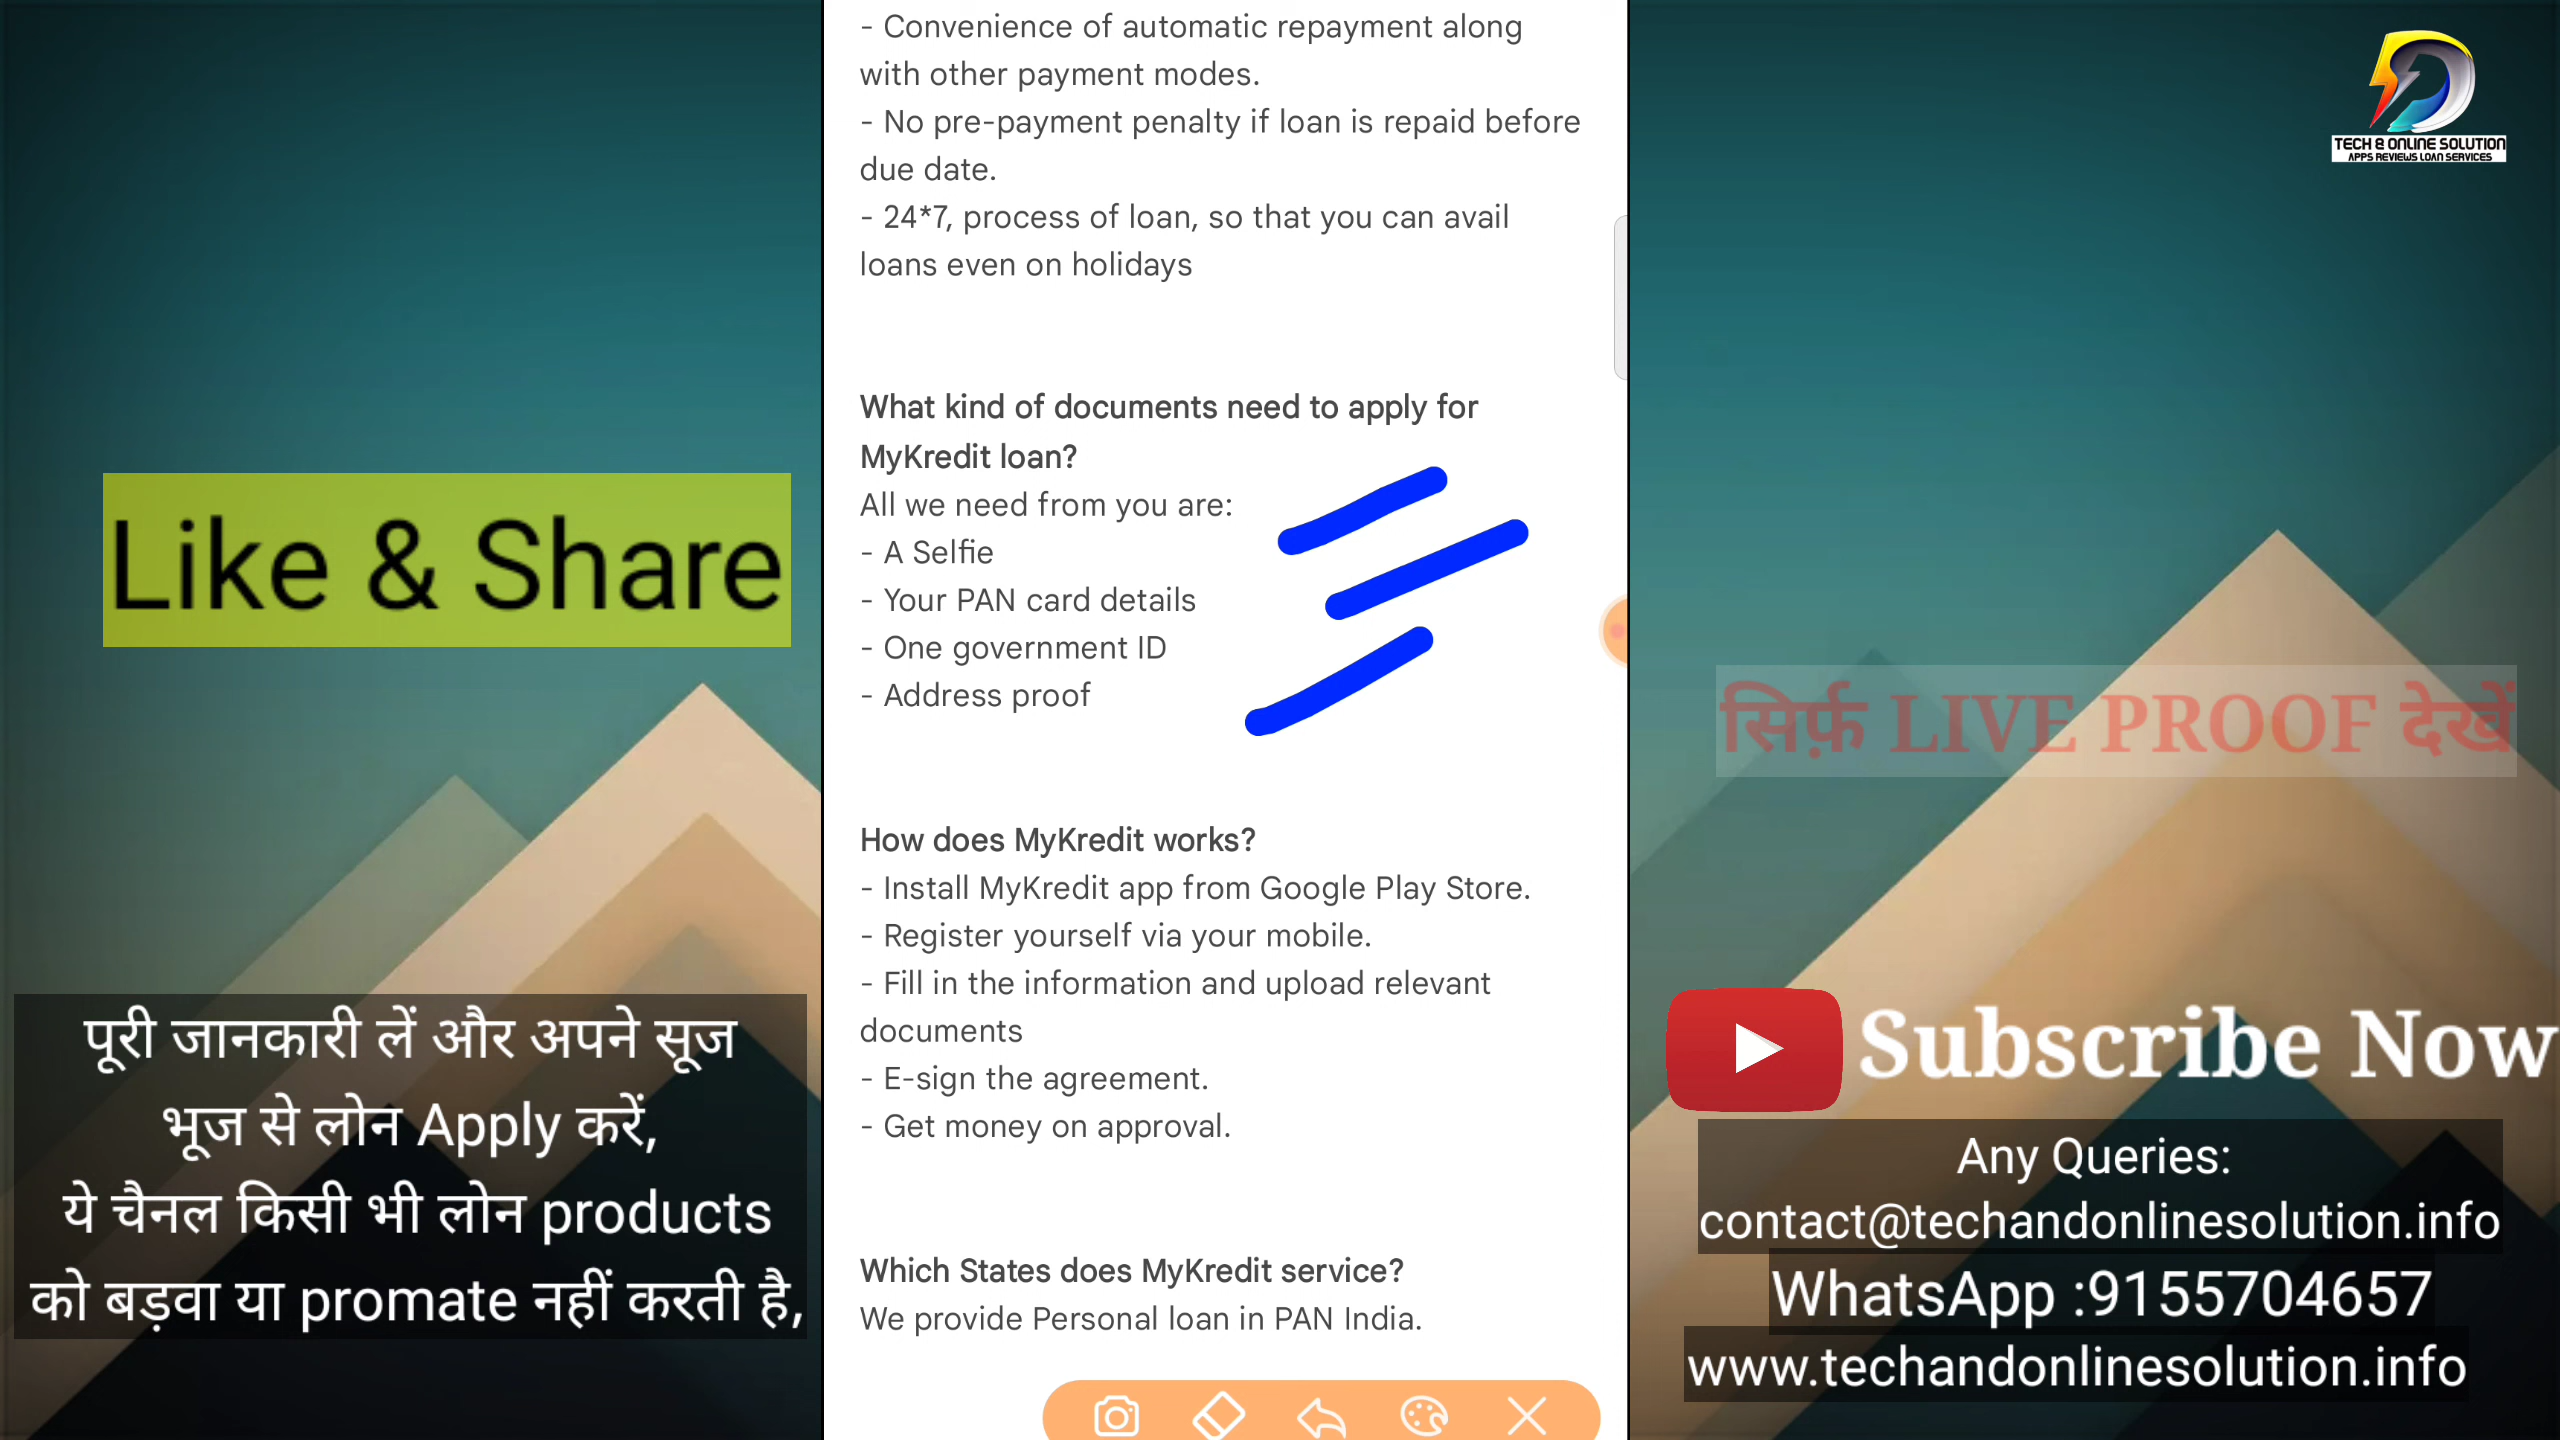 - Convenience of automatic repayment along
with other payment modes.
- No pre-payment penalty if loan is repaid before
due date.
- 24*7, process of loan, so that you can avail
loans even on holidays
What kind of documents need to apply for
MyKredit loan?
All we need from you are:
- A Selfie
- Your PAN card details
- One government ID
- Address proof
How does MyKredit works?
- Install MyKredit app from Google Play Store.
- Register yourself via your mobile.
- Fill in the information and upload relevant
documents
- E-sign the agreement.
- Get money on approval.
Which States does MyKredit service?
We provide Personal loan in PAN India.
Like & Share
पूरी जानकारी लें और अपने सूज
भूज से लोन Apply करें,
ये चैनल किसी भी लोन products
को बड़वा या promate नहीं करती है,
TECH & ONLINE SOLUTION
APPS REVIEWS LOAN SERVICES
सिर्फ़ LIVE PROOF देखें
Subscribe Now
Any Queries:
contact@techandonlinesolution.info
WhatsApp :9155704657
www.techandonlinesolution.info